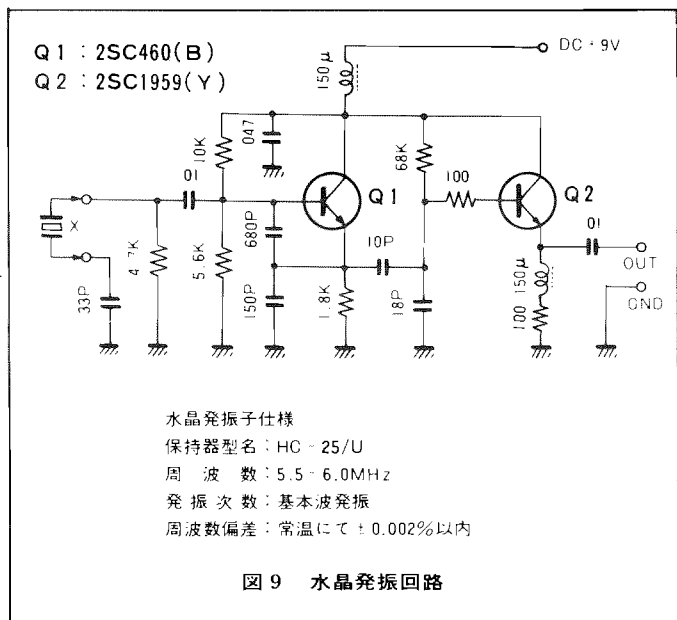 Q1：2SC460(B)
Q2：2SC1959(Y)
DC+9V
150μ
10K
047
68K
01
Q1
100
Q2
X
4.7K
680P
10P
01
OUT
33P
5.6K
150P
1.8K
18P
150μ
100
GND
水晶発振子仕様
保持器型名：HC-25/U
周 波 数：5.5-6.0MHz
発振次数：基本波発振
周波数偏差：常温にて±0.002%以内
図9 水晶発振回路